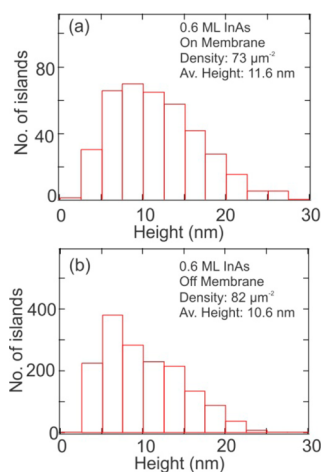 (a)
0.6 ML InAs
On Membrane
Density: 73 µm⁻²
Av. Height: 11.6 nm
No. of islands
80
40
0
0 10 20 30
Height (nm)
(b)
0.6 ML InAs
Off Membrane
Density: 82 µm⁻²
Av. Height: 10.6 nm
No. of islands
400
200
0
0 10 20 30
Height (nm)